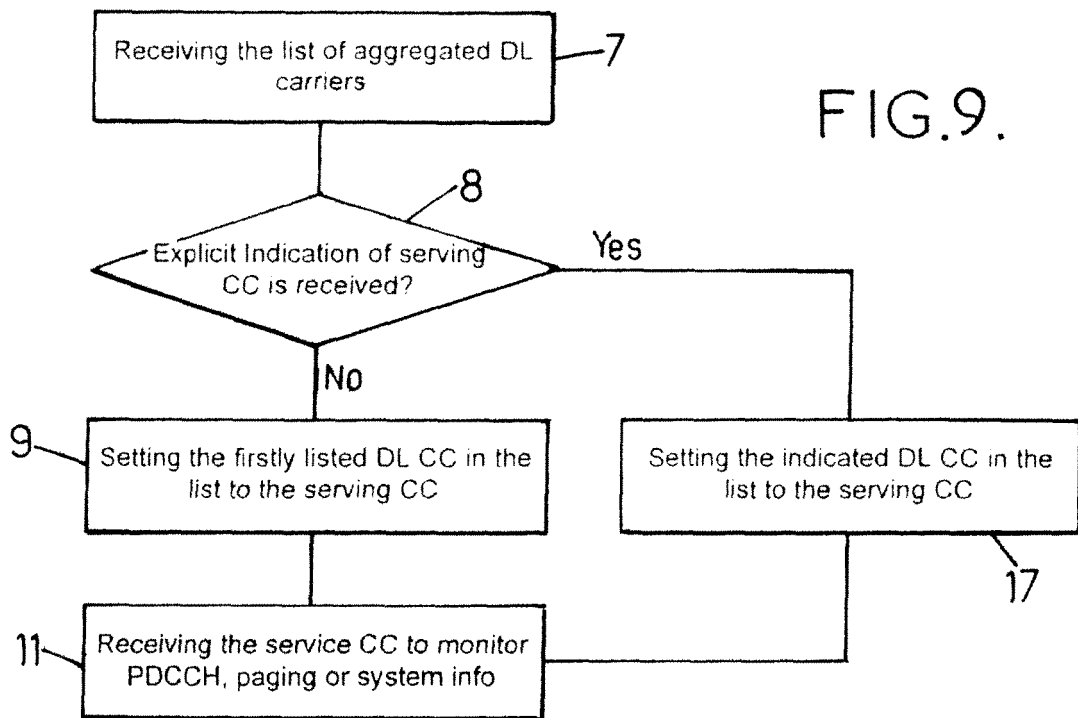 Receiving the list of aggregated DL
carriers
7
FIG.9.
8
Explicit Indication of serving
CC is received?
Yes
No
9
Setting the firstly listed DL CC in the
list to the serving CC
Setting the indicated DL CC in the
list to the serving CC
17
11
Receiving the service CC to monitor
PDCCH, paging or system info